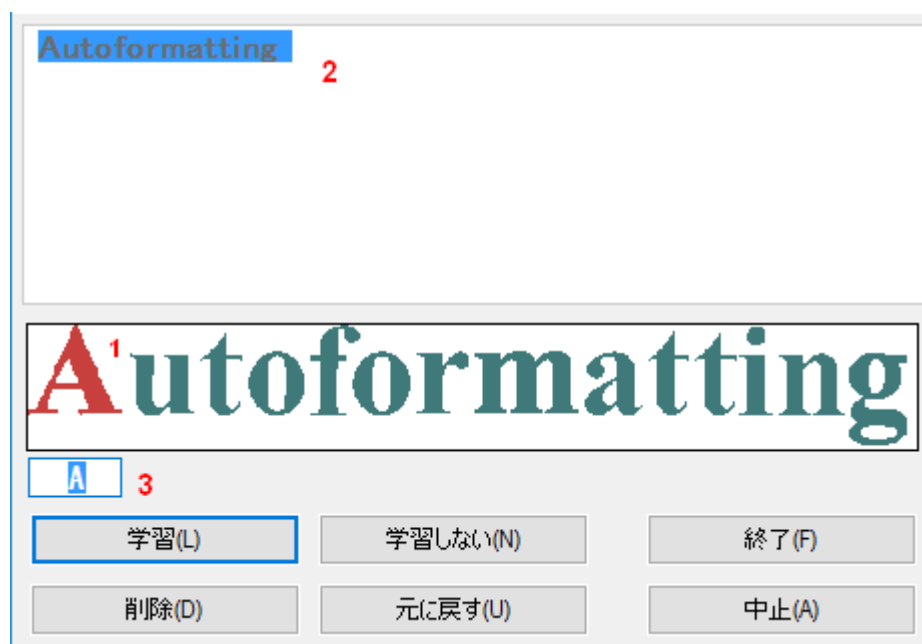 Autoformatting
2
Autoformatting
1
A
3
学習(L) 学習しない(N) 終了(F)
削除(D) 元に戻す(U) 中止(A)